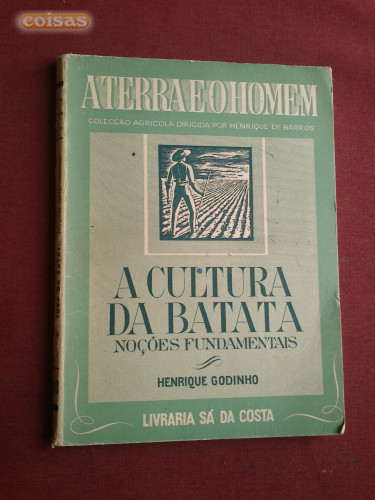 coisas
A TERRA E O HOMEM
COLECÇÃO AGRICOLA DIRIGIDA POR HENRIQUE DE BARROS
A CULTURA
DA BATATA
NOÇÕES FUNDAMENTAIS
HENRIQUE GODINHO
LIVRARIA SÁ DA COSTA